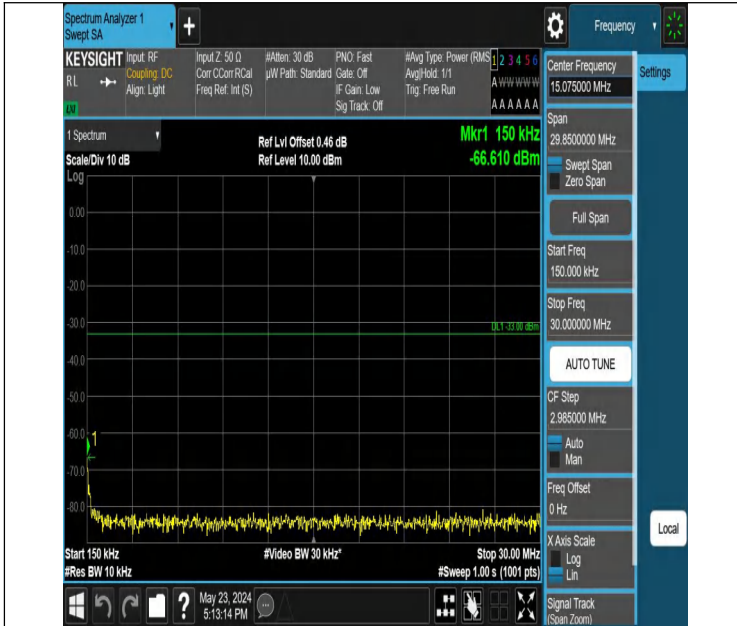 Spectrum Analyzer 1
Swept SA
Frequency
KEYSIGHT
RL
Input: RF
Coupling: DC
Align: Light
Input Z: 50 Ω
Corr CCorr RCal
Freq Ref: Int (S)
#Atten: 30 dB
µW Path: Standard
PNO: Fast
Gate: Off
IF Gain: Low
Sig Track: Off
#Avg Type: Power (RMS
Avg|Hold: 1/1
Trig: Free Run
1 2 3 4 5 6
A W W W W W
A A A A A A
1 Spectrum
Scale/Div 10 dB
Log
Ref Lvl Offset 0.46 dB
Ref Level 10.00 dBm
Mkr1 150 kHz
-66.610 dBm
0.00
-10.0
-20.0
-30.0
-40.0
-50.0
-60.0
-70.0
-80.0
DL1 -33.00 dBm
1
Start 150 kHz
#Res BW 10 kHz
#Video BW 30 kHz*
Stop 30.00 MHz
#Sweep 1.00 s (1001 pts)
?
May 23, 2024
5:13:14 PM
Center Frequency
15.075000 MHz
Settings
Span
29.8500000 MHz
Swept Span
Zero Span
Full Span
Start Freq
150.000 kHz
Stop Freq
30.000000 MHz
AUTO TUNE
CF Step
2.985000 MHz
Auto
Man
Freq Offset
0 Hz
X Axis Scale
Log
Lin
Local
Signal Track
(Span Zoom)